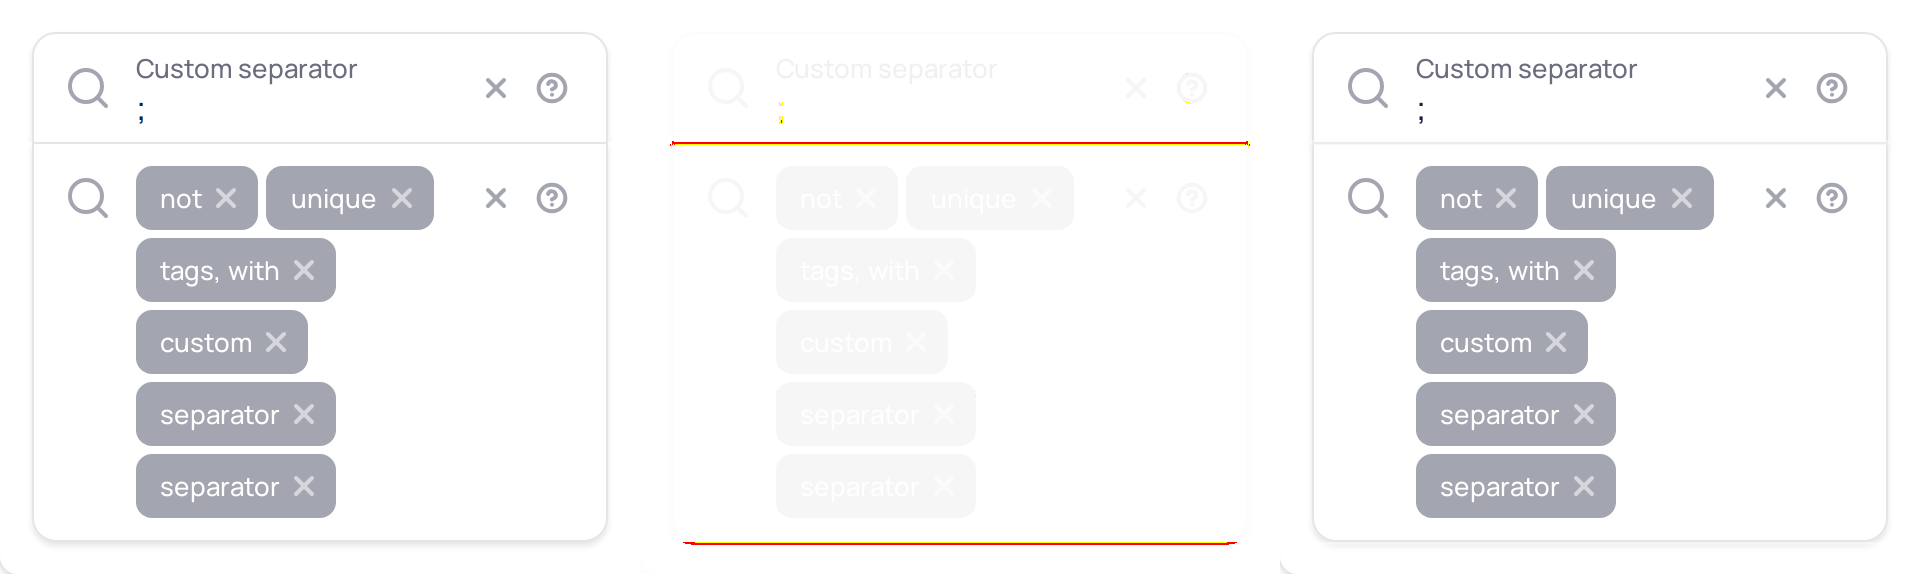 Custom separator
;
not unique
tags, with
custom
separator
separator
Custom separator
;
not unique
tags, with
custom
separator
separator
Custom separator
;
not unique
tags, with
custom
separator
separator